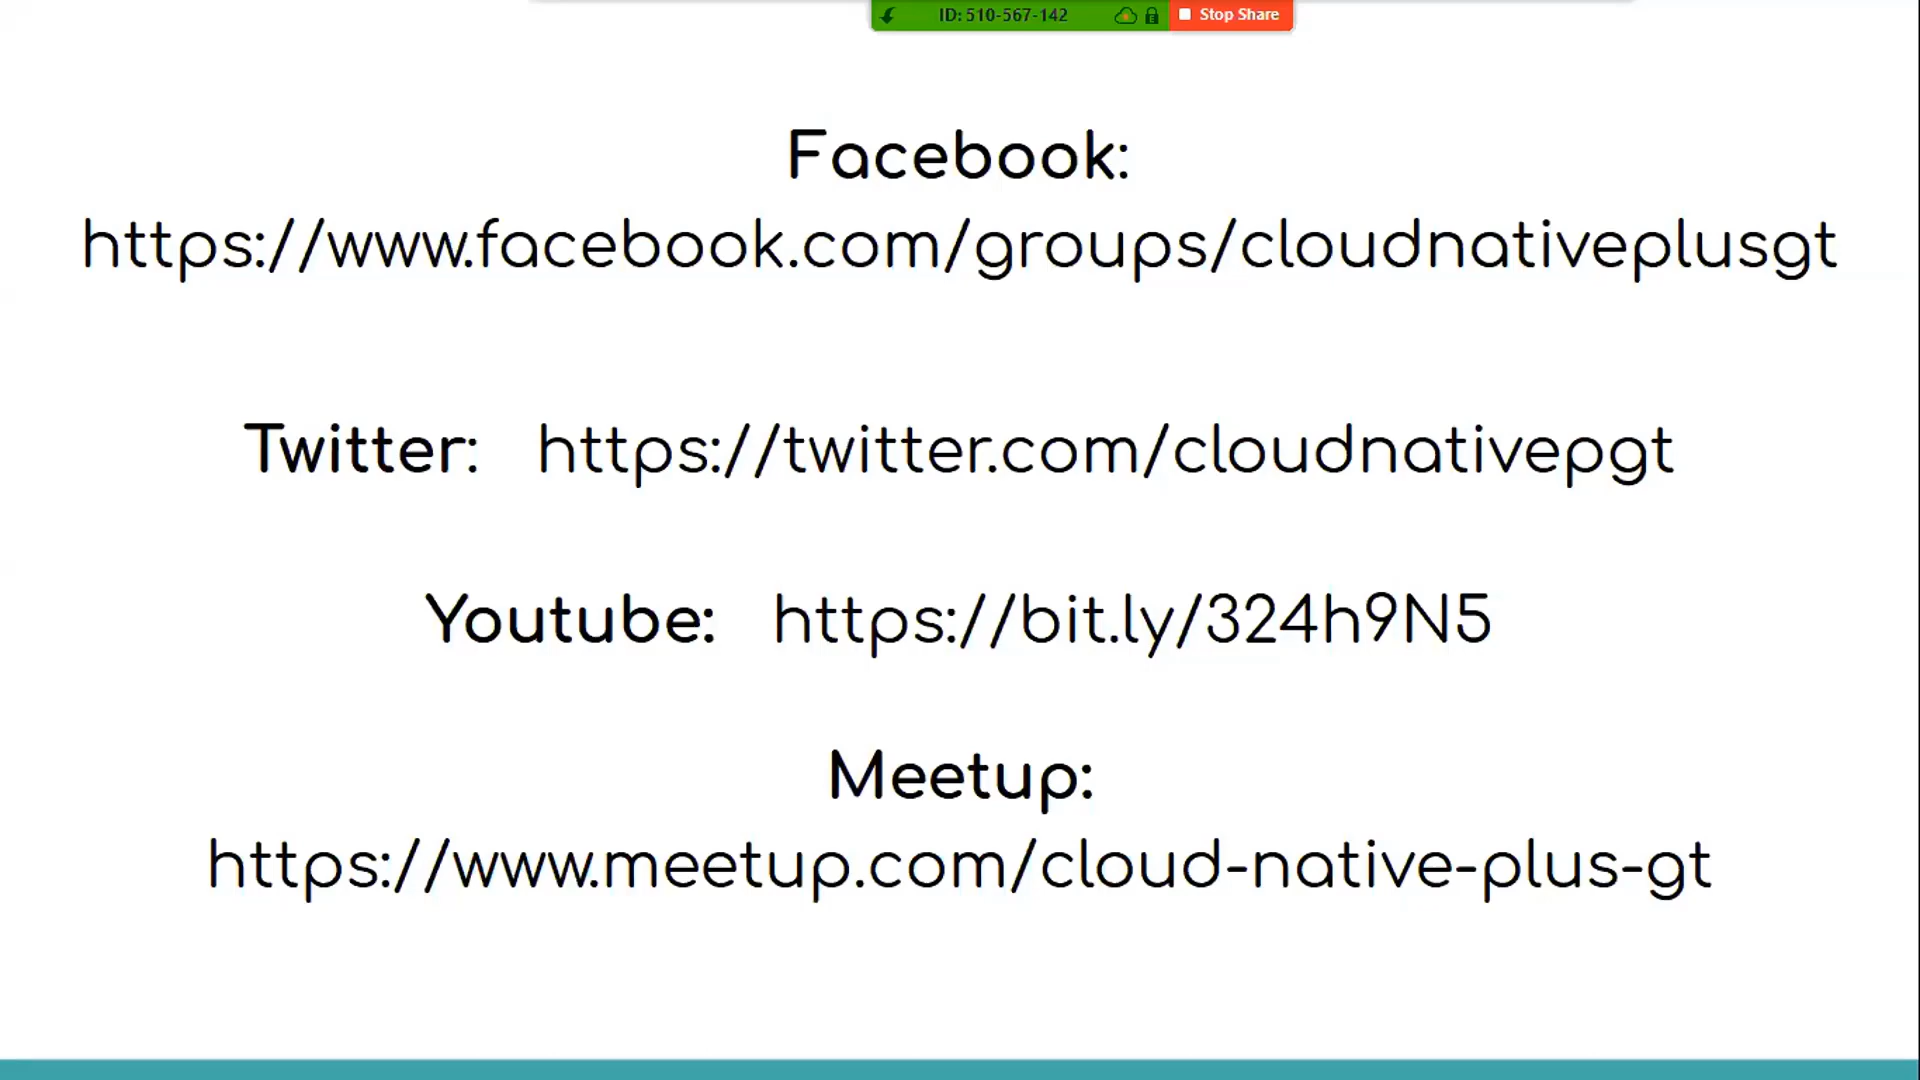 ID: 510-567-142 Stop Share
Facebook:
https://www.facebook.com/groups/cloudnativeplusgt
Twitter: https://twitter.com/cloudnativepgt
Youtube: https://bit.ly/324h9N5
Meetup:
https://www.meetup.com/cloud-native-plus-gt